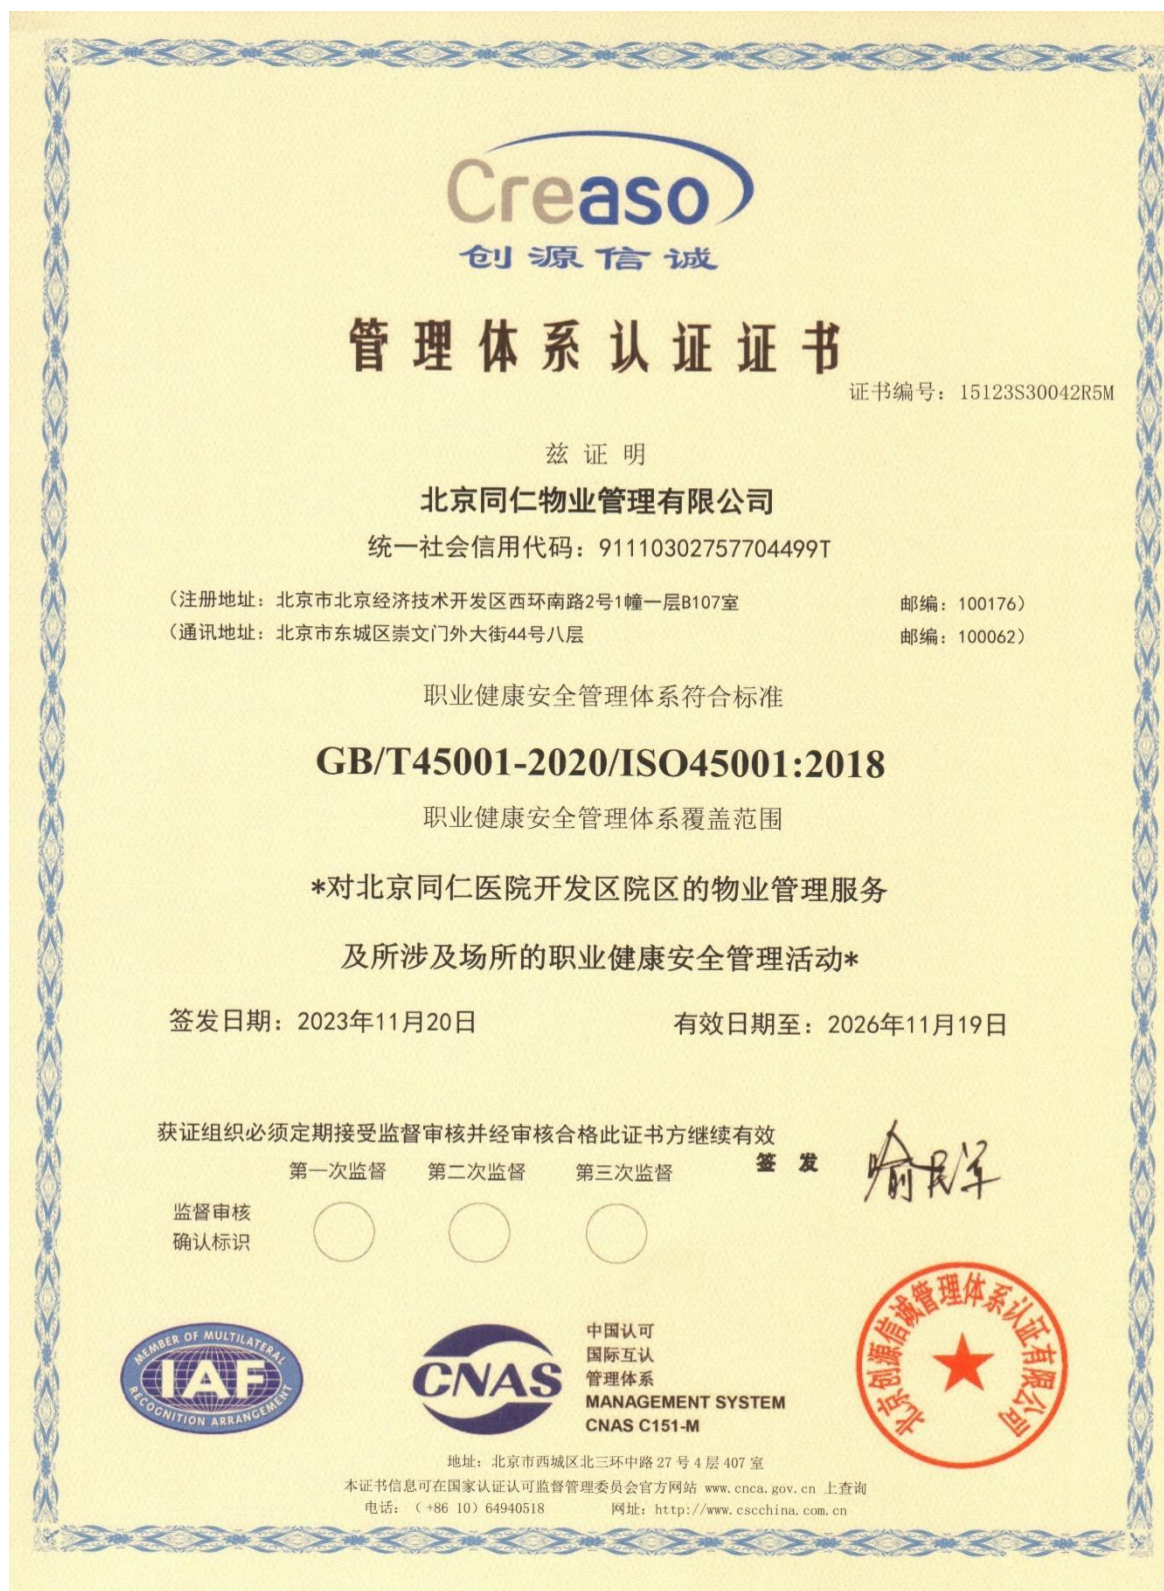 Creaso
创源信诚
管理体系认证证书
证书编号：15123S30042R5M
兹证明
北京同仁物业管理有限公司
统一社会信用代码：91110302757704499T
（注册地址：北京市北京经济技术开发区西环南路2号1幢一层B107室 邮编：100176）
（通讯地址：北京市东城区崇文门外大街44号八层 邮编：100062）
职业健康安全管理体系符合标准
GB/T45001-2020/ISO45001:2018
职业健康安全管理体系覆盖范围
*对北京同仁医院开发区院区的物业管理服务
及所涉及场所的职业健康安全管理活动*
签发日期：2023年11月20日 有效日期至：2026年11月19日
获证组织必须定期接受监督审核并经审核合格此证书方继续有效
签发 喻民军
第一次监督 第二次监督 第三次监督
监督审核
确认标识
MEMBER OF MULTILATERAL
IAF
RECOGNITION ARRANGEMENT
CNAS
中国认可
国际互认
管理体系
MANAGEMENT SYSTEM
CNAS C151-M
北京创源信诚管理体系认证有限公司
地址：北京市西城区北三环中路 27 号 4 层 407 室
本证书信息可在国家认证认可监督管理委员会官方网站 www.cnca.gov.cn 上查询
电话：（+86 10）64940518 网址：http://www.cscchina.com.cn